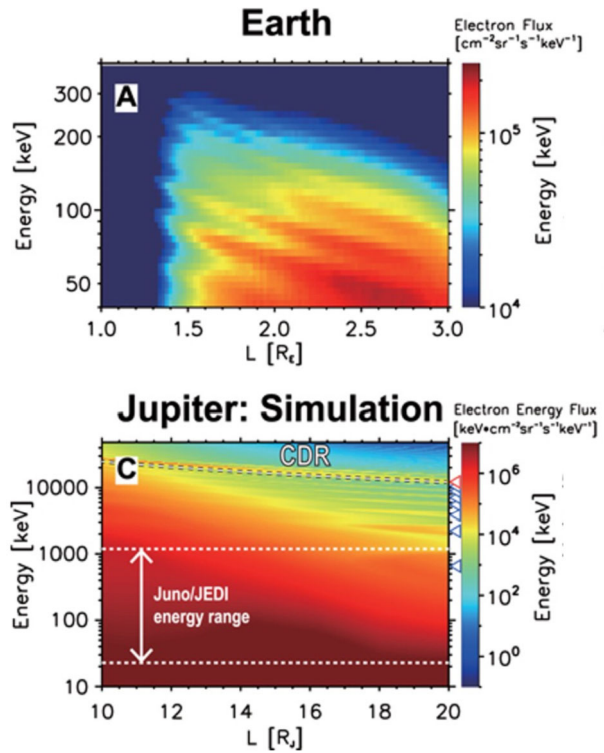 Earth
Electron Flux
[cm⁻²sr⁻¹s⁻¹keV⁻¹]
A
Energy [keV]
300
200
100
50
1.0 1.5 2.0 2.5 3.0
L [R_E]
10⁵
10⁴
Energy [keV]
Jupiter: Simulation
Electron Energy Flux
[keV•cm⁻²sr⁻¹s⁻¹keV⁻¹]
C
CDR
Energy [keV]
10000
1000
100
10
Juno/JEDI
energy range
10 12 14 16 18 20
L [R_J]
10⁶
10⁴
10²
10⁰
Energy [keV]